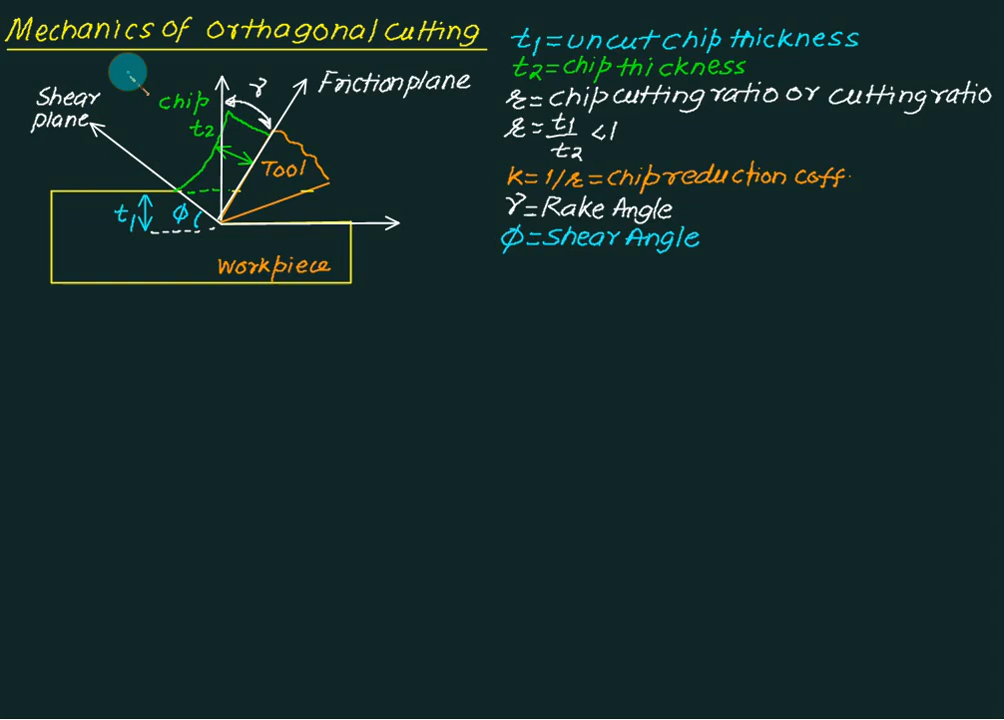 Mechanics of Orthagonal Cutting
Shear
plane
chip
t2
γ
Friction plane
Tool
t1
φ
workpiece
t1 = uncut chip thickness
t2 = chip thickness
r = chip cutting ratio or cutting ratio
r = t1/t2 < 1
K = 1/r = chip reduction coff.
γ = Rake Angle
φ = Shear Angle